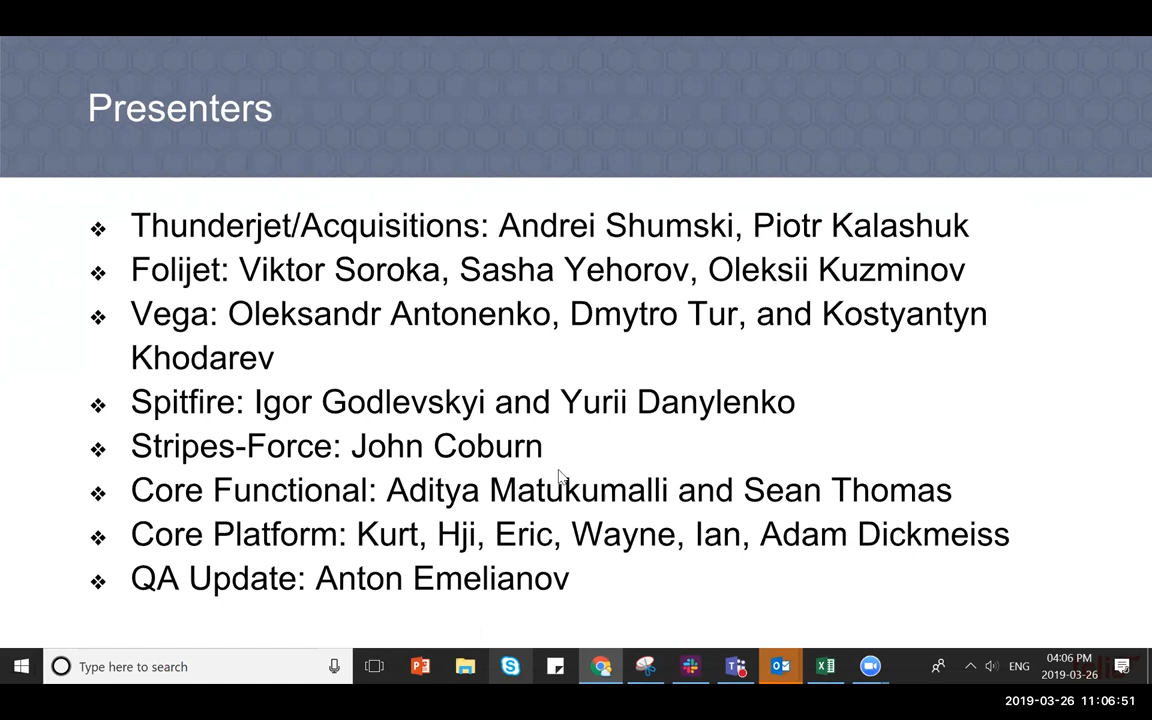 Presenters
❖ Thunderjet/Acquisitions: Andrei Shumski, Piotr Kalashuk
❖ Folijet: Viktor Soroka, Sasha Yehorov, Oleksii Kuzminov
❖ Vega: Oleksandr Antonenko, Dmytro Tur, and Kostyantyn
Khodarev
❖ Spitfire: Igor Godlevskyi and Yurii Danylenko
❖ Stripes-Force: John Coburn
❖ Core Functional: Aditya Matukumalli and Sean Thomas
❖ Core Platform: Kurt, Hji, Eric, Wayne, Ian, Adam Dickmeiss
❖ QA Update: Anton Emelianov
Type here to search
ENG
04:06 PM
2019-03-26
2019-03-26 11:06:51